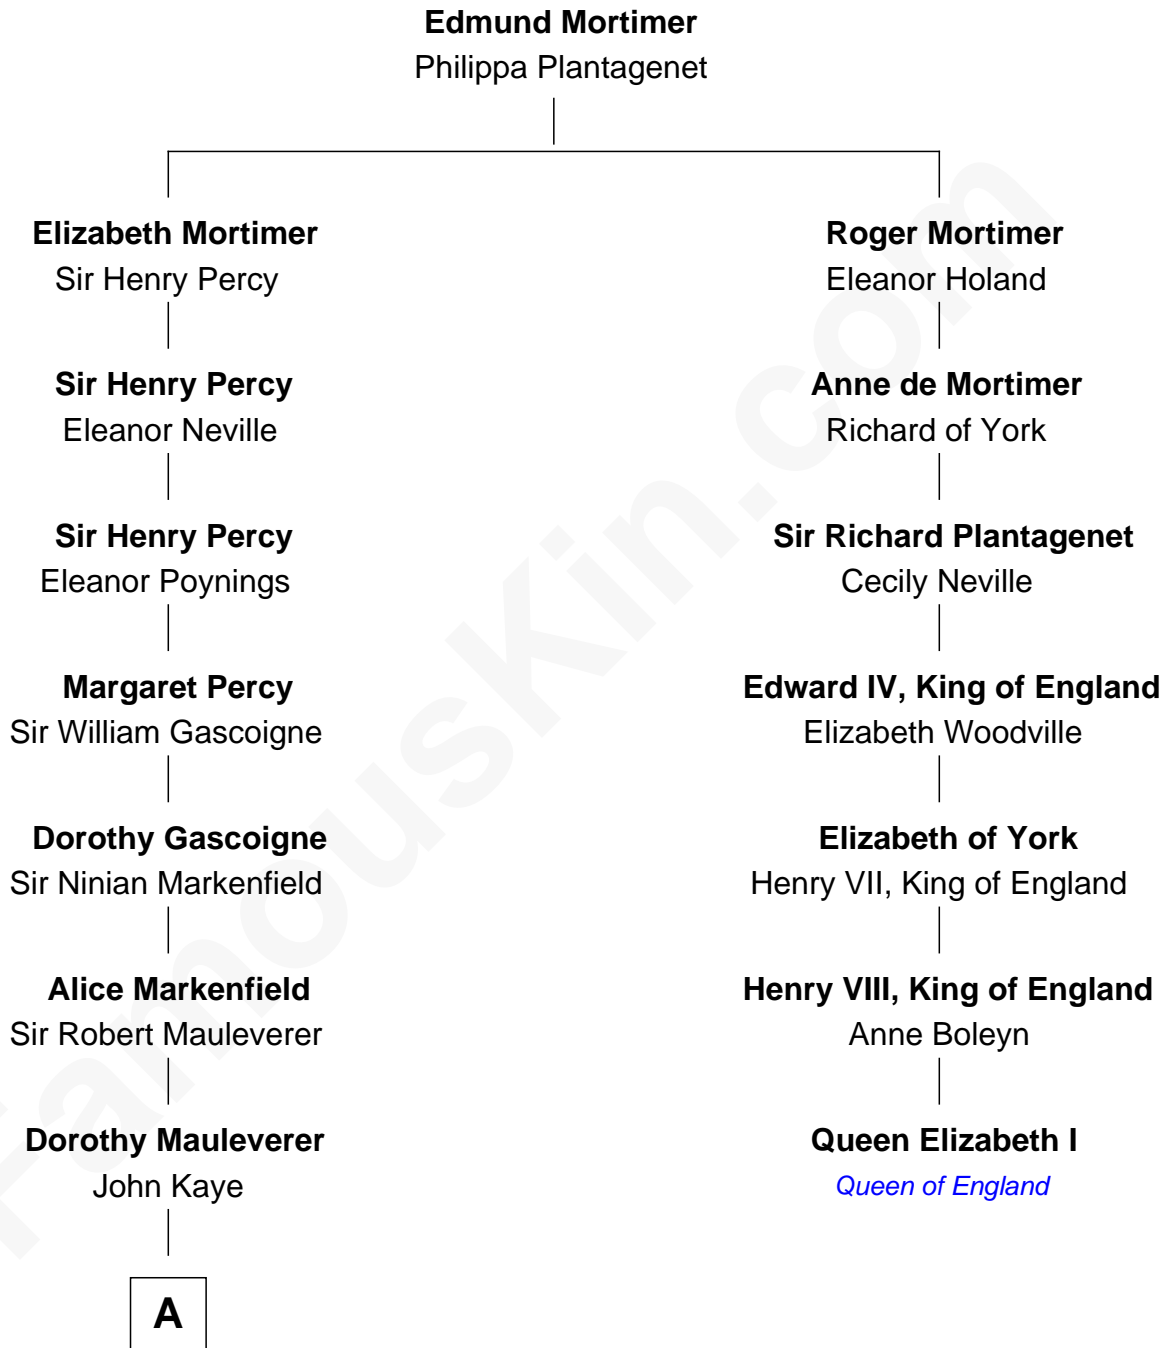 Edmund Mortimer
Philippa Plantagenet
Elizabeth Mortimer
Sir Henry Percy
Roger Mortimer
Eleanor Holand
Sir Henry Percy
Eleanor Neville
Anne de Mortimer
Richard of York
Sir Henry Percy
Eleanor Poynings
Sir Richard Plantagenet
Cecily Neville
Margaret Percy
Sir William Gascoigne
Edward IV, King of England
Elizabeth Woodville
Dorothy Gascoigne
Sir Ninian Markenfield
Elizabeth of York
Henry VII, King of England
Alice Markenfield
Sir Robert Mauleverer
Henry VIII, King of England
Anne Boleyn
Dorothy Mauleverer
John Kaye
Queen Elizabeth I
Queen of England
A
FamousKin.com